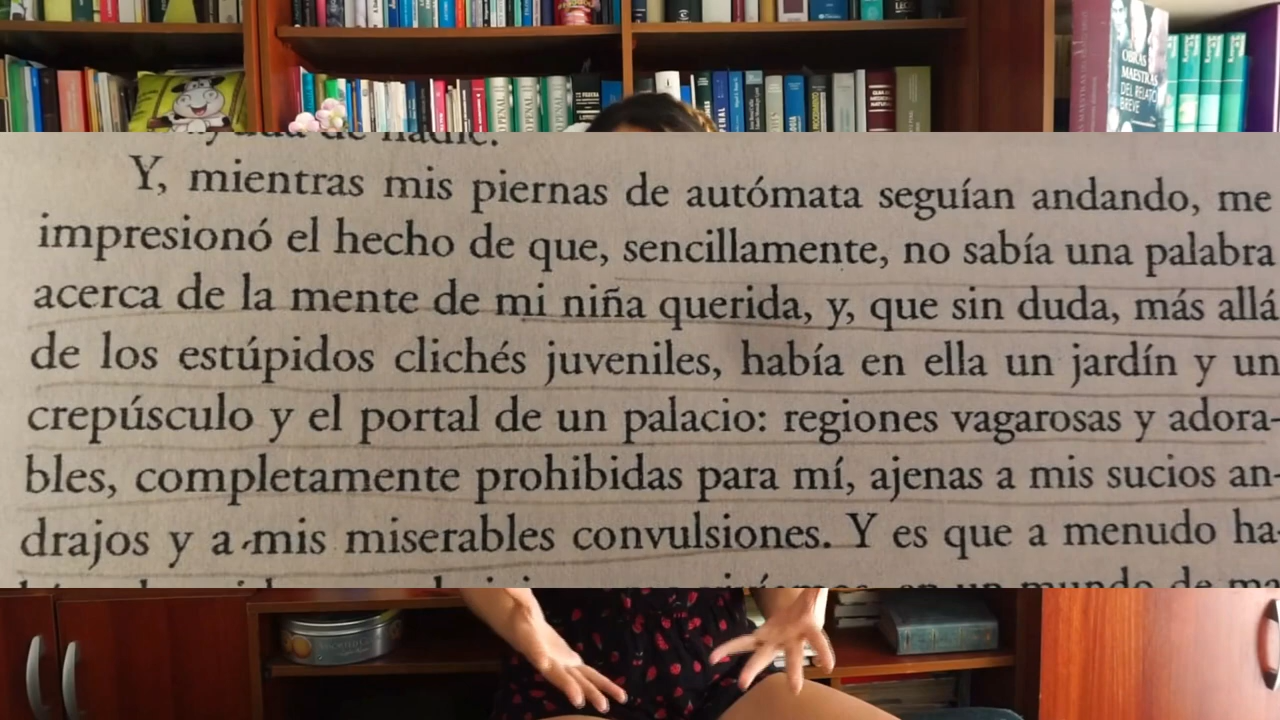 OBRAS
MAESTRAS
DEL RELATO
BREVE
Y, mientras mis piernas de autómata seguían andando, me
impresionó el hecho de que, sencillamente, no sabía una palabra
acerca de la mente de mi niña querida, y, que sin duda, más allá
de los estúpidos clichés juveniles, había en ella un jardín y un
crepúsculo y el portal de un palacio: regiones vagarosas y adora-
bles, completamente prohibidas para mí, ajenas a mis sucios an-
drajos y a mis miserables convulsiones. Y es que a menudo ha-